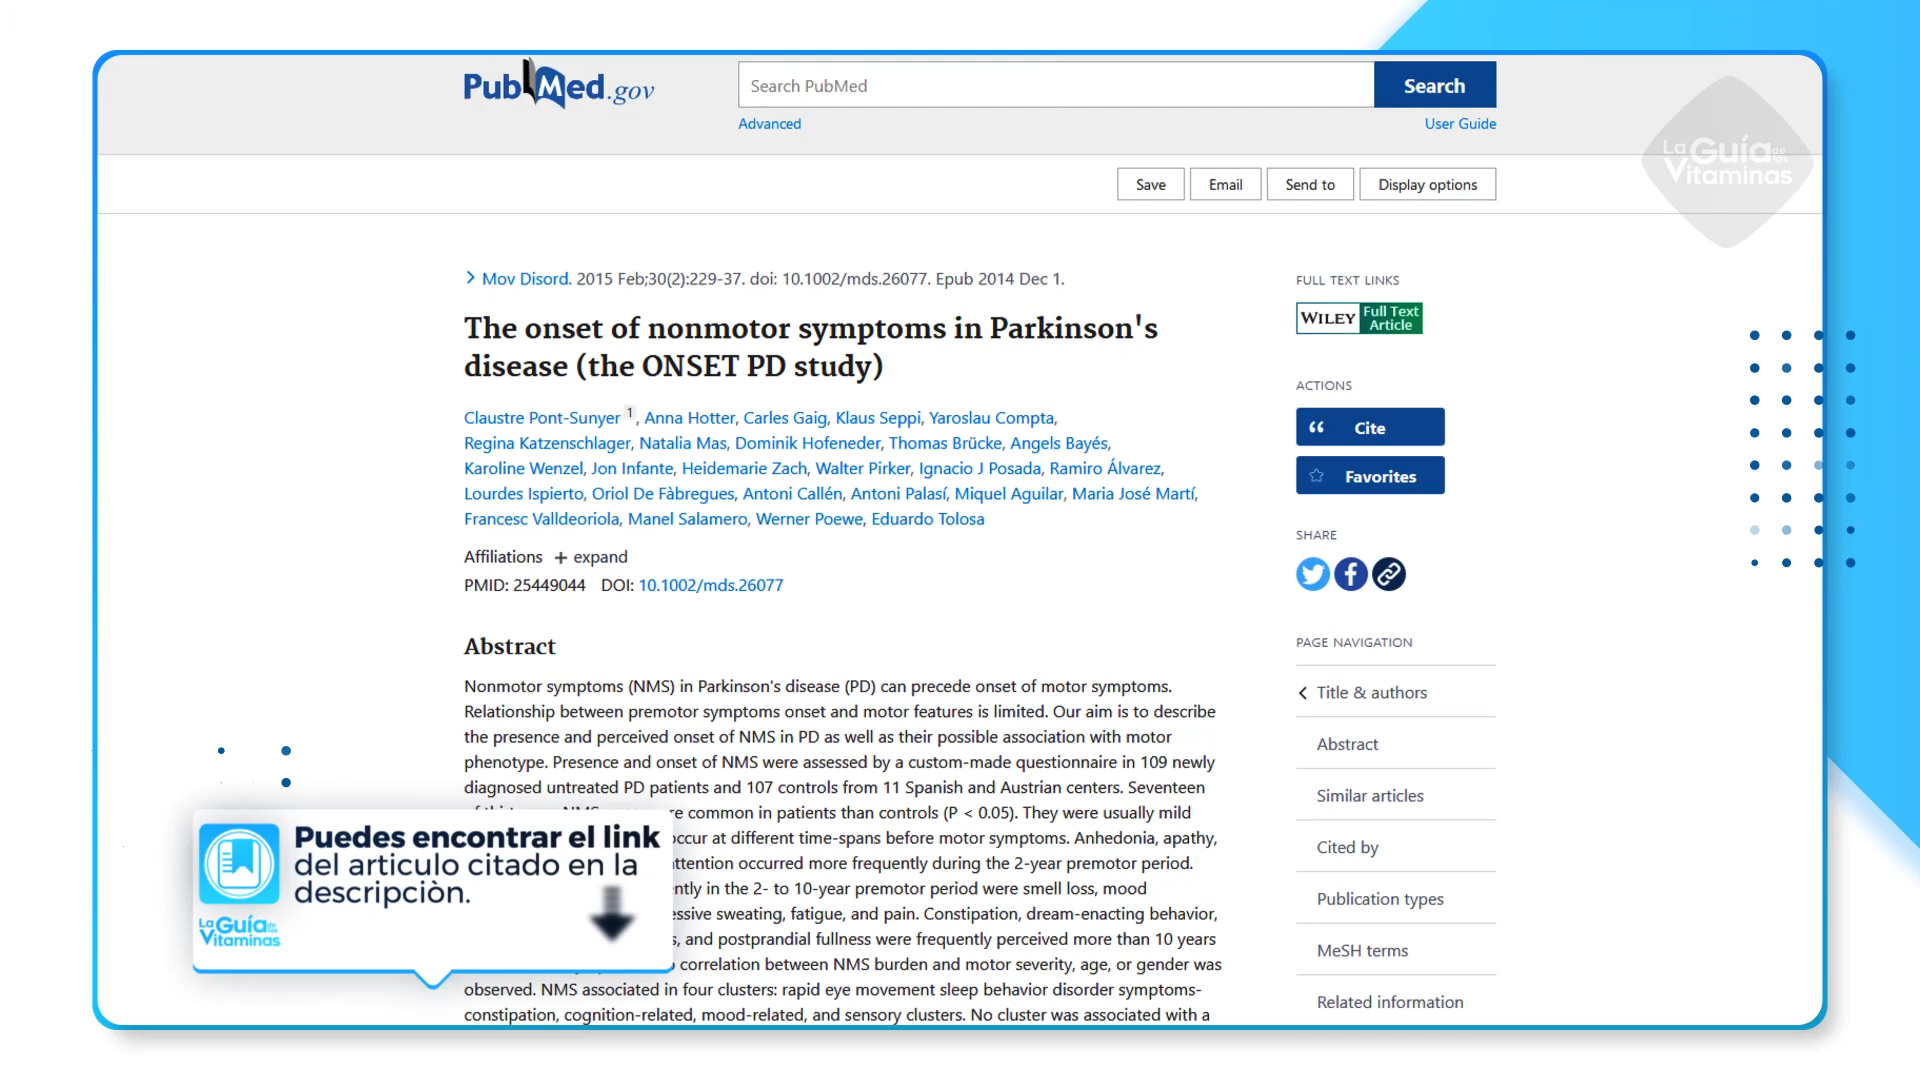 PubMed.gov
Search PubMed
Search
Advanced
User Guide
La Guía de las Vitaminas
Save
Email
Send to
Display options
Mov Disord. 2015 Feb;30(2):229-37. doi: 10.1002/mds.26077. Epub 2014 Dec 1.
The onset of nonmotor symptoms in Parkinson's
disease (the ONSET PD study)
Claustre Pont-Sunyer 1, Anna Hotter, Carles Gaig, Klaus Seppi, Yaroslau Compta,
Regina Katzenschlager, Natalia Mas, Dominik Hofeneder, Thomas Brücke, Angels Bayés,
Karoline Wenzel, Jon Infante, Heidemarie Zach, Walter Pirker, Ignacio J Posada, Ramiro Álvarez,
Lourdes Ispierto, Oriol De Fàbregues, Antoni Callén, Antoni Palasí, Miquel Aguilar, Maria José Martí,
Francesc Valldeoriola, Manel Salamero, Werner Poewe, Eduardo Tolosa
Affiliations + expand
PMID: 25449044 DOI: 10.1002/mds.26077
Abstract
Nonmotor symptoms (NMS) in Parkinson's disease (PD) can precede onset of motor symptoms.
Relationship between premotor symptoms onset and motor features is limited. Our aim is to describe
the presence and perceived onset of NMS in PD as well as their possible association with motor
phenotype. Presence and onset of NMS were assessed by a custom-made questionnaire in 109 newly
diagnosed untreated PD patients and 107 controls from 11 Spanish and Austrian centers. Seventeen
common in patients than controls (P < 0.05). They were usually mild
occur at different time-spans before motor symptoms. Anhedonia, apathy,
occurred more frequently during the 2-year premotor period.
in the 2- to 10-year premotor period were smell loss, mood
sweating, fatigue, and pain. Constipation, dream-enacting behavior,
and postprandial fullness were frequently perceived more than 10 years
correlation between NMS burden and motor severity, age, or gender was
observed. NMS associated in four clusters: rapid eye movement sleep behavior disorder symptoms-
constipation, cognition-related, mood-related, and sensory clusters. No cluster was associated with a
FULL TEXT LINKS
WILEY Full Text
Article
ACTIONS
Cite
Favorites
SHARE
PAGE NAVIGATION
Title & authors
Abstract
Similar articles
Cited by
Publication types
MeSH terms
Related information
Puedes encontrar el link
del articulo citado en la
descripciòn.
La Guía de las
Vitaminas